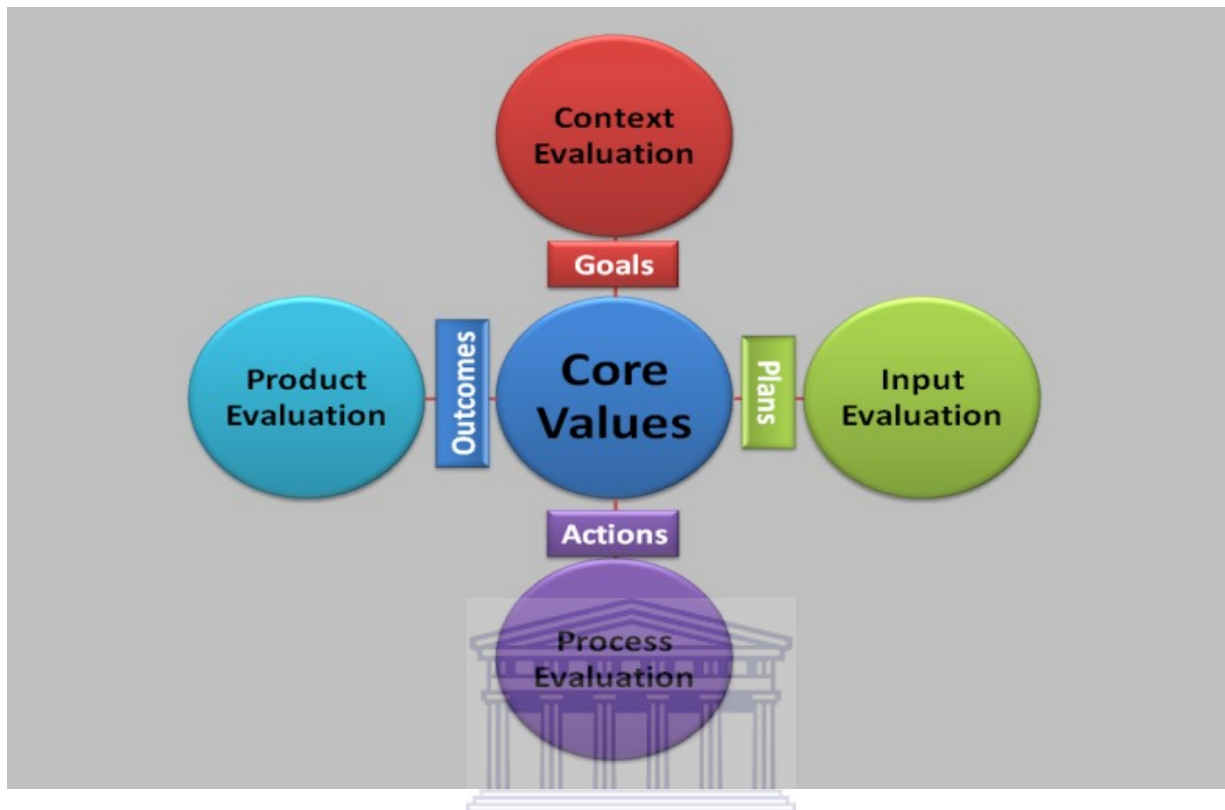 Context
Evaluation
Goals
Product
Evaluation
Outcomes
Core
Values
Plans
Input
Evaluation
Actions
Process
Evaluation